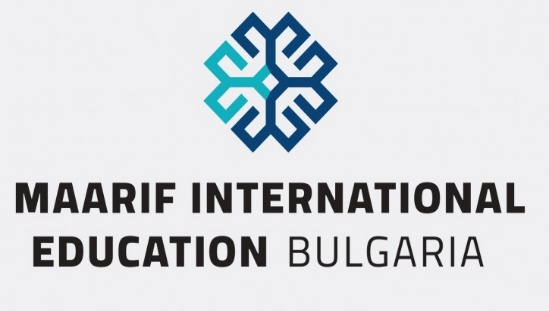 MAARIF INTERNATIONAL
EDUCATION BULGARIA